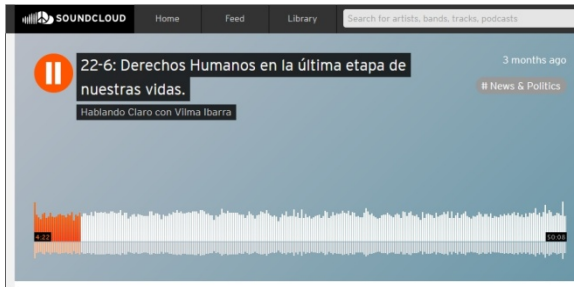 SOUNDCLOUD Home Feed Library Search for artists, bands, tracks, podcasts
22-6: Derechos Humanos en la última etapa de
nuestras vidas.
Hablando Claro con Vilma Ibarra
3 months ago
# News & Politics
4:22
50:08